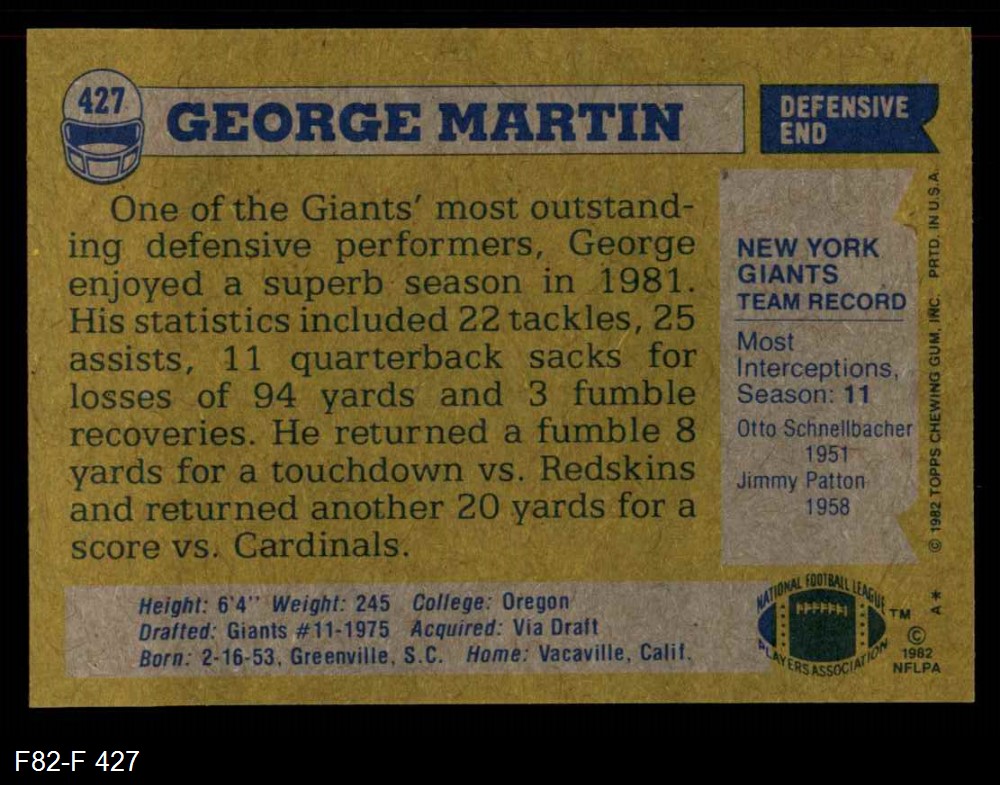 427
GEORGE MARTIN
DEFENSIVE
END
One of the Giants' most outstand-
ing defensive performers, George
enjoyed a superb season in 1981.
His statistics included 22 tackles, 25
assists, 11 quarterback sacks for
losses of 94 yards and 3 fumble
recoveries. He returned a fumble 8
yards for a touchdown vs. Redskins
and returned another 20 yards for a
score vs. Cardinals.
NEW YORK
GIANTS
TEAM RECORD
Most
Interceptions,
Season: 11
Otto Schnellbacher
1951
Jimmy Patton
1958
© 1982 TOPPS CHEWING GUM, INC. PRTD. IN U.S.A.
Height: 6'4" Weight: 245 College: Oregon
Drafted: Giants #11-1975 Acquired: Via Draft
Born: 2-16-53, Greenville, S.C. Home: Vacaville, Calif.
NATIONAL FOOTBALL LEAGUE
PLAYERS ASSOCIATION
TM
A*
©
1982
NFLPA
F82-F 427